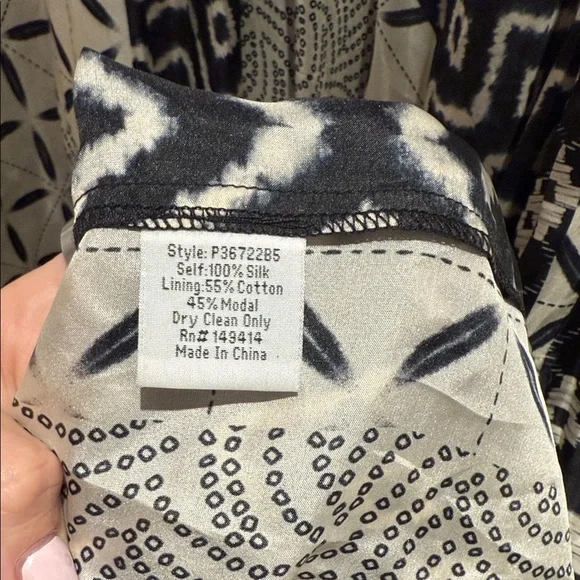 Style: P36722B5
Self:100% Silk
Lining:55% Cotton
45% Modal
Dry Clean Only
Rn# 149414
Made In China